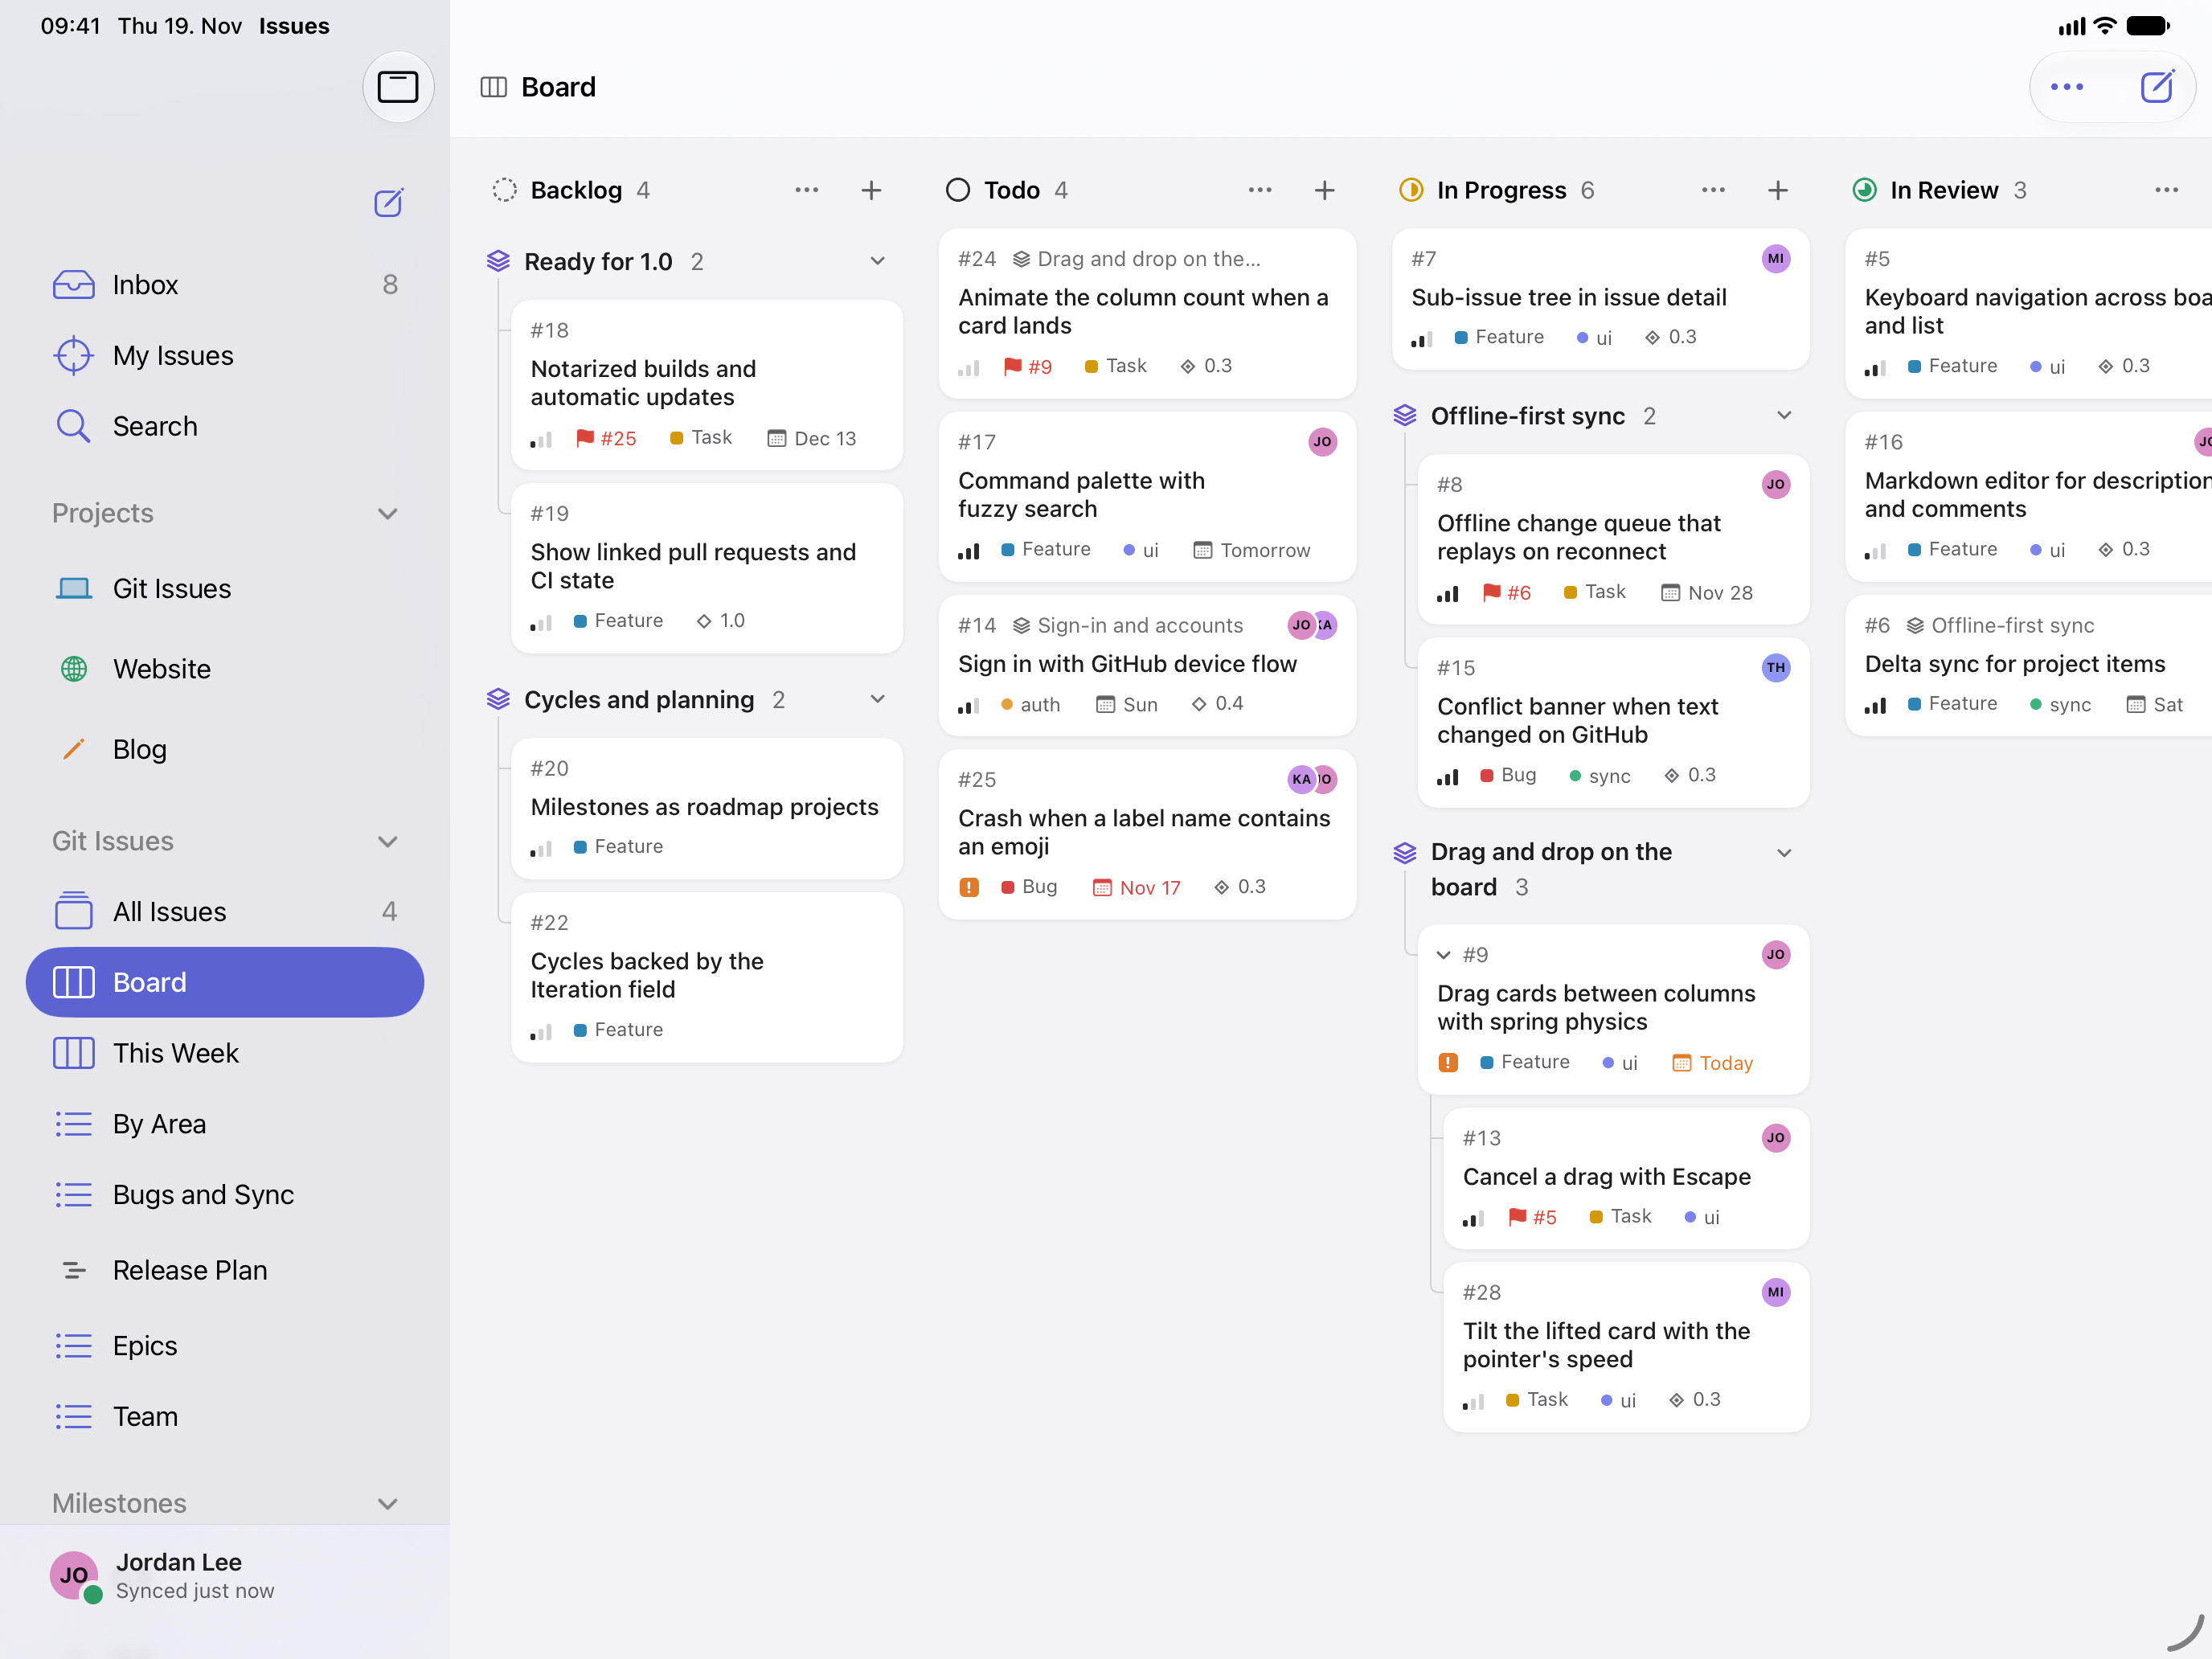 09:41 Thu 19. Nov Issues
Inbox 8
My Issues
Search
Projects
Git Issues
Website
Blog
Git Issues
All Issues 4
Board
This Week
By Area
Bugs and Sync
Release Plan
Epics
Team
Milestones
JO
Jordan Lee
Synced just now
Board
Backlog 4
Ready for 1.0 2
#18
Notarized builds and
automatic updates
#25 Task Dec 13
#19
Show linked pull requests and
CI state
Feature 1.0
Cycles and planning 2
#20
Milestones as roadmap projects
Feature
#22
Cycles backed by the
Iteration field
Feature
Todo 4
#24 Drag and drop on the...
Animate the column count when a
card lands
#9 Task 0.3
#17 JO
Command palette with
fuzzy search
Feature ui Tomorrow
#14 Sign-in and accounts JO KA
Sign in with GitHub device flow
auth Sun 0.4
#25 KA JO
Crash when a label name contains
an emoji
Bug Nov 17 0.3
In Progress 6
#7 MI
Sub-issue tree in issue detail
Feature ui 0.3
Offline-first sync 2
#8 JO
Offline change queue that
replays on reconnect
#6 Task Nov 28
#15 TH
Conflict banner when text
changed on GitHub
Bug sync 0.3
Drag and drop on the
board 3
#9 JO
Drag cards between columns
with spring physics
Feature ui Today
#13 JO
Cancel a drag with Escape
#5 Task ui
#28 MI
Tilt the lifted card with the
pointer's speed
Task ui 0.3
In Review 3
#5
Keyboard navigation across boa
and list
Feature ui 0.3
#16
Markdown editor for description
and comments
Feature ui 0.3
#6 Offline-first sync
Delta sync for project items
Feature sync Sat